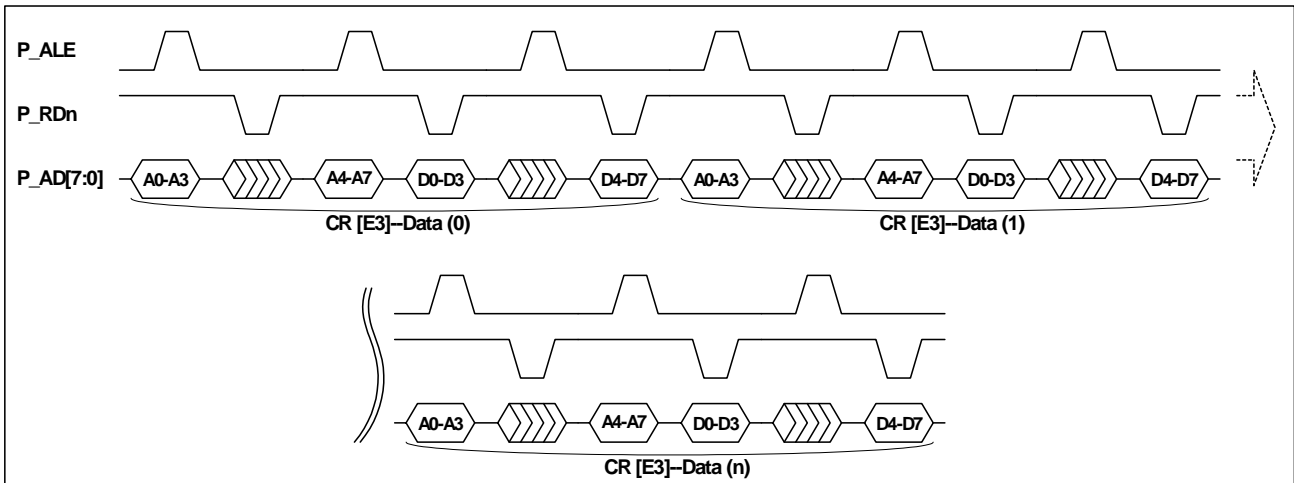 P_ALE
P_RDn
P_AD[7:0] A0-A3 A4-A7 D0-D3 D4-D7 A0-A3 A4-A7 D0-D3 D4-D7
CR [E3]--Data (0) CR [E3]--Data (1)
A0-A3 A4-A7 D0-D3 D4-D7
CR [E3]--Data (n)